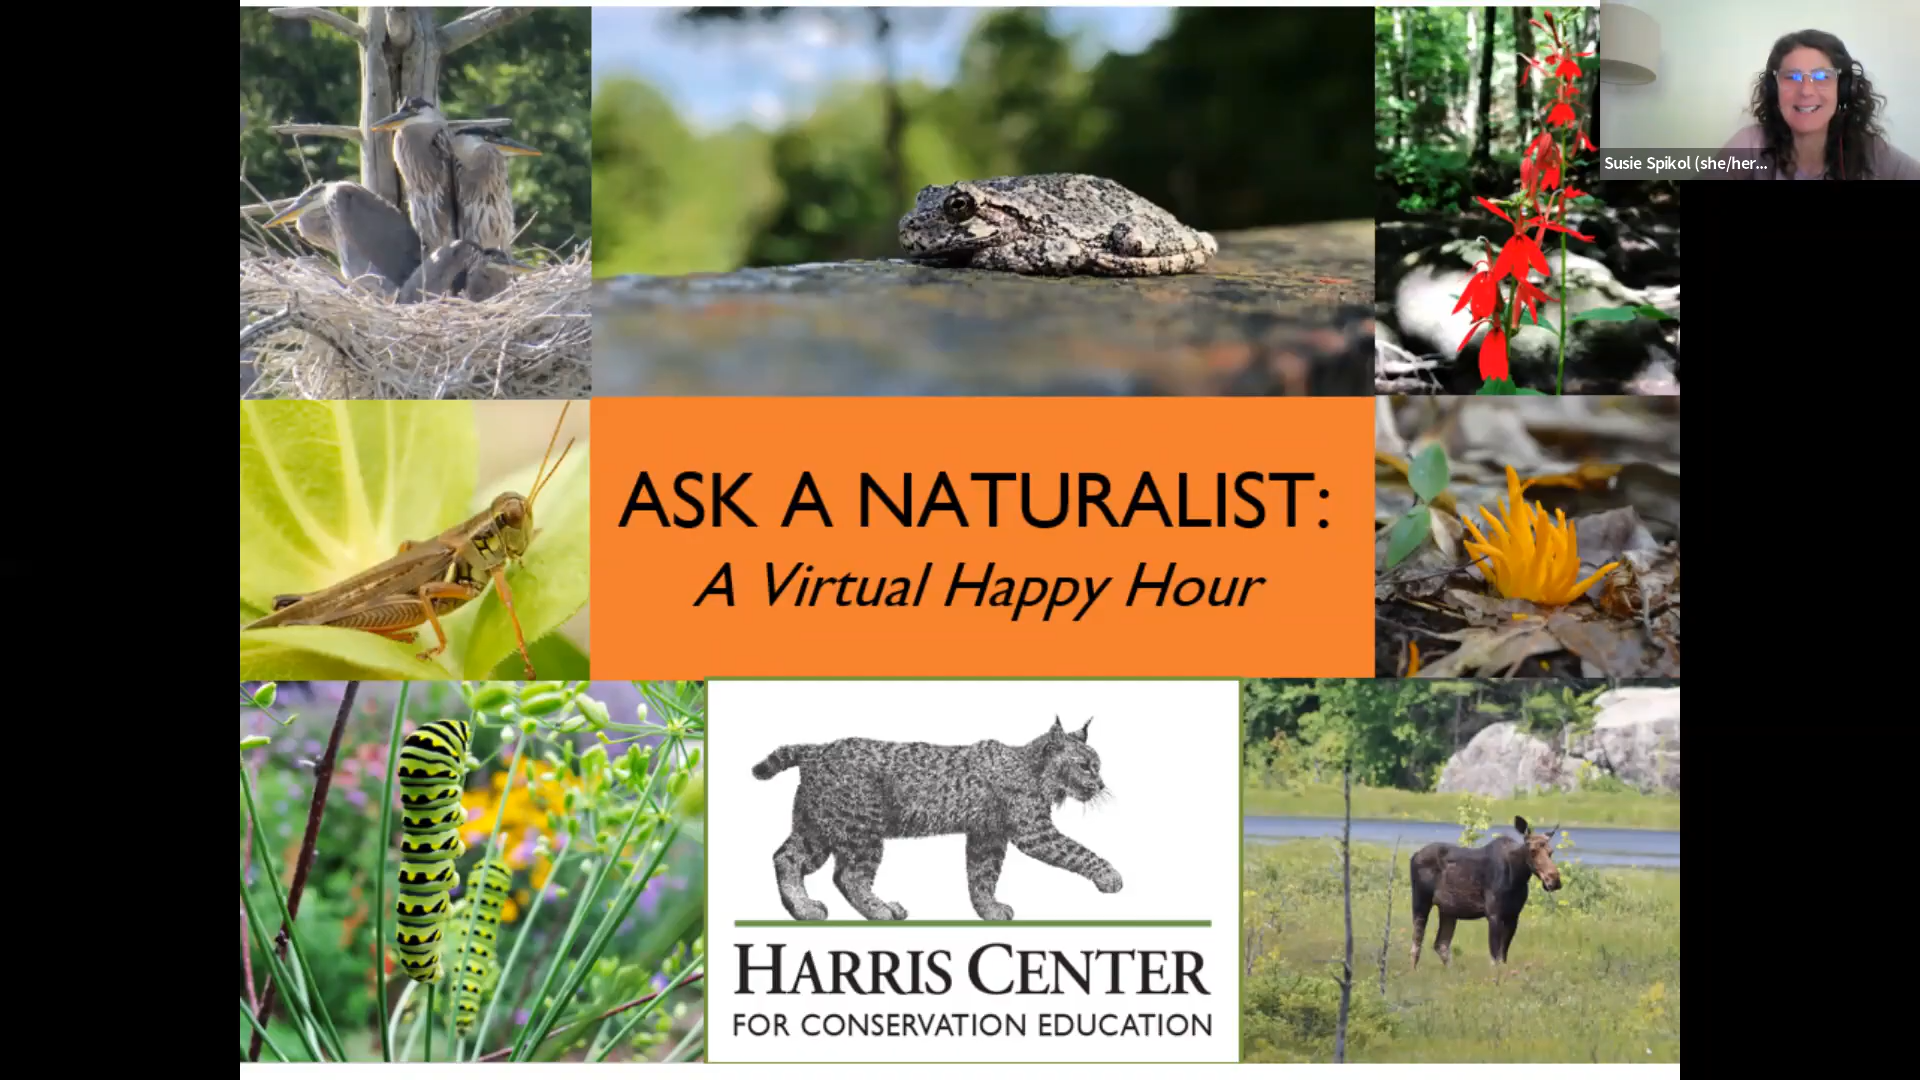 Susie Spikol (she/her...
ASK A NATURALIST:
A Virtual Happy Hour
HARRIS CENTER
FOR CONSERVATION EDUCATION